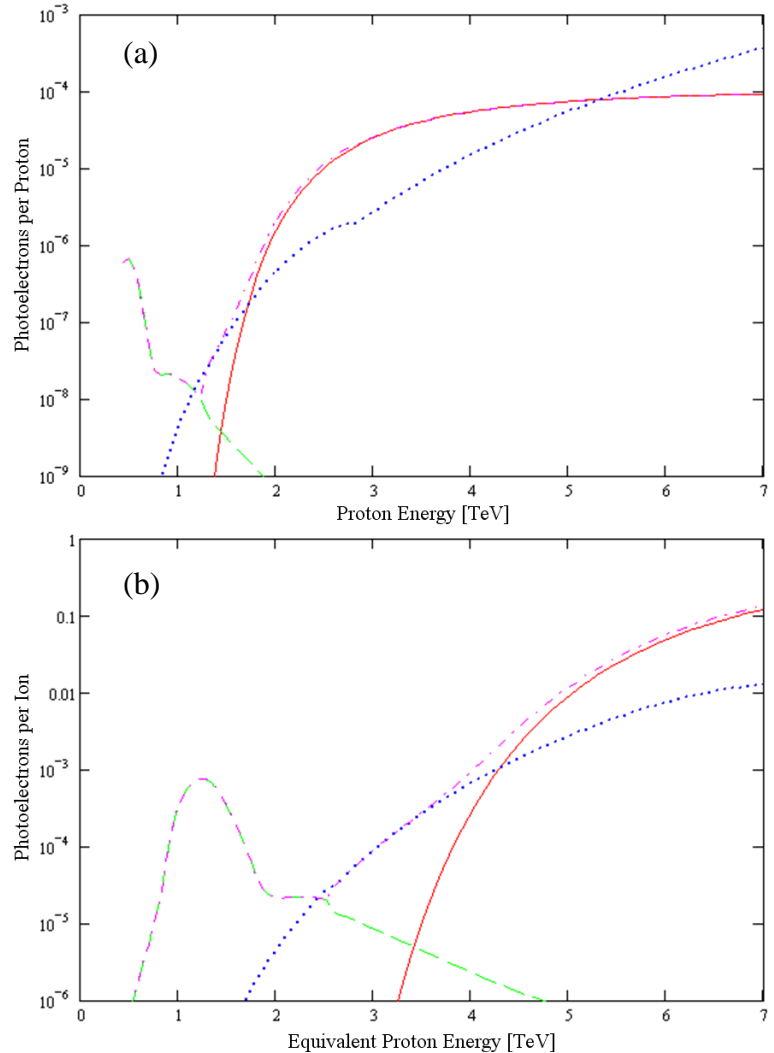 (a)
Photoelectrons per Proton
10⁻³
10⁻⁴
10⁻⁵
10⁻⁶
10⁻⁷
10⁻⁸
10⁻⁹
0 1 2 3 4 5 6 7
Proton Energy [TeV]
(b)
Photoelectrons per Ion
1
0.1
0.01
10⁻³
10⁻⁴
10⁻⁵
10⁻⁶
0 1 2 3 4 5 6 7
Equivalent Proton Energy [TeV]